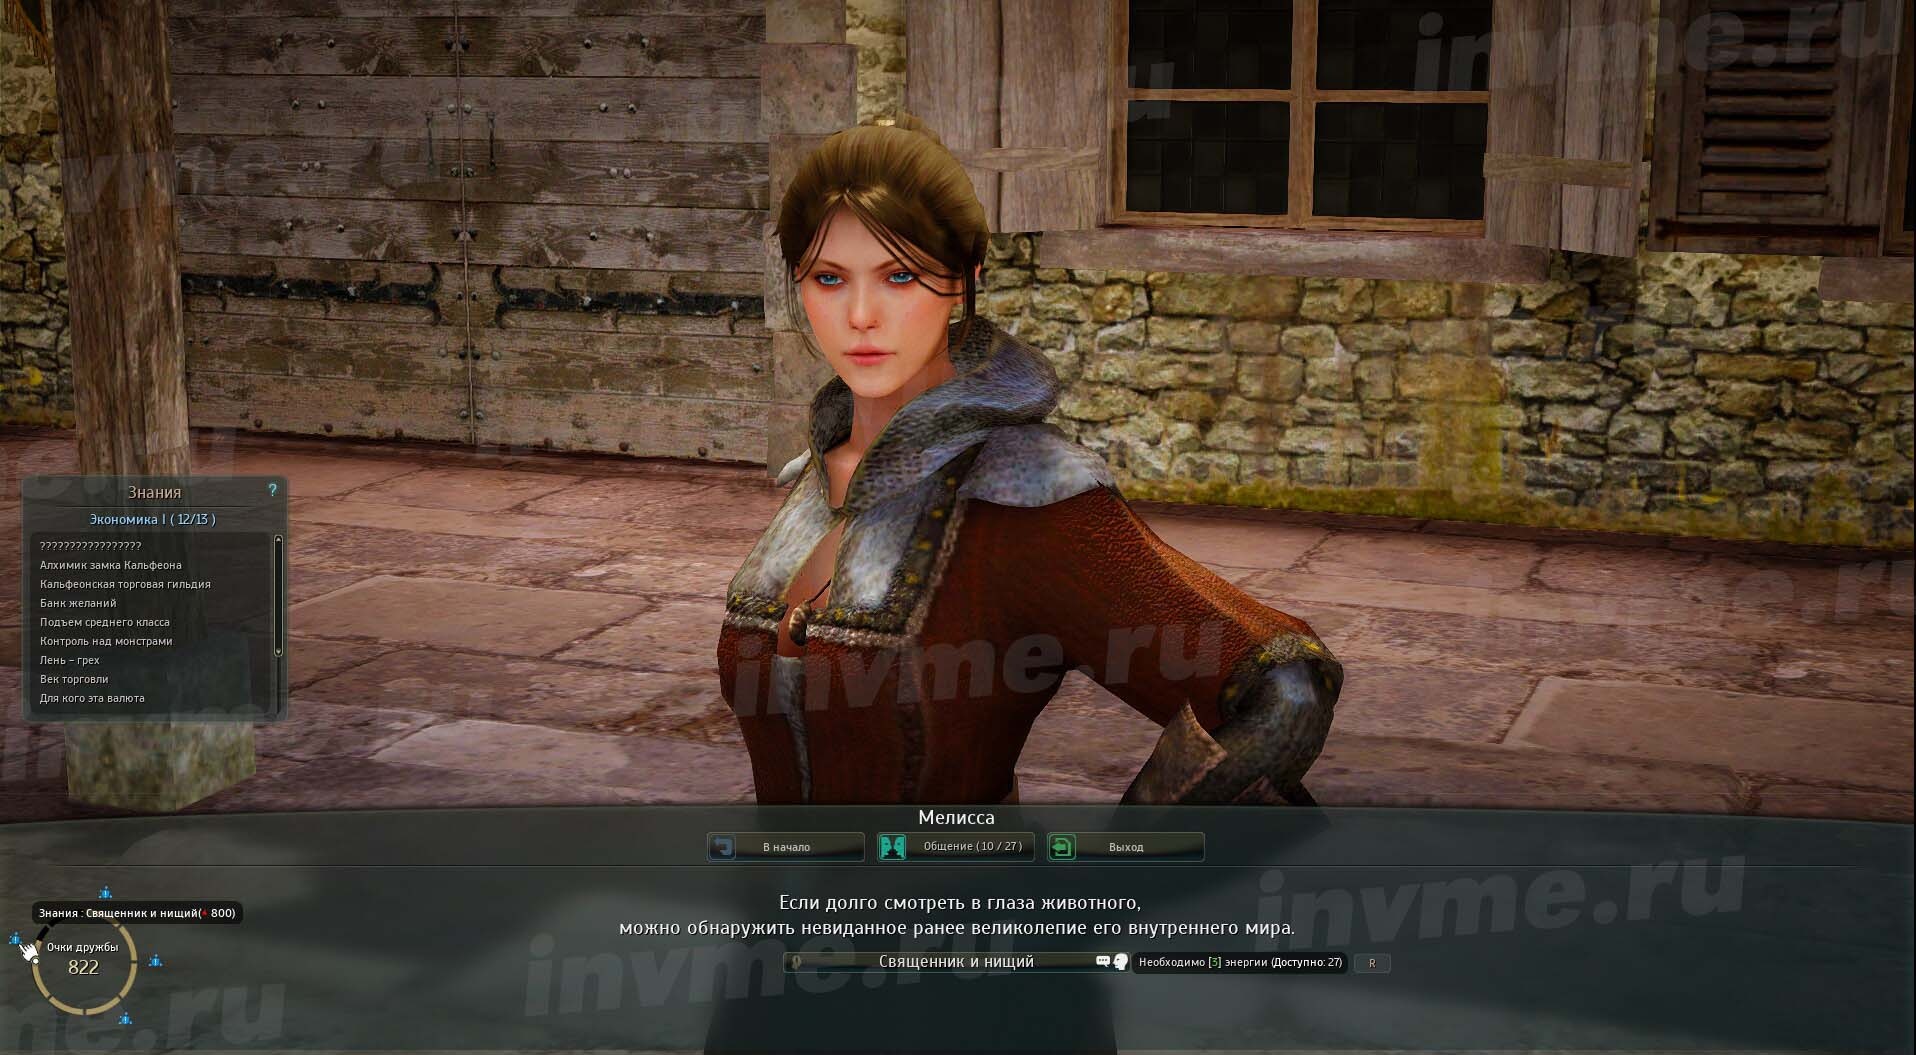 invme.ru
Знания
?
Экономика I ( 12/13 )
?????????????????
Алхимик замка Кальфеона
Кальфеонская торговая гильдия
Банк желаний
Подъем среднего класса
Контроль над монстрами
Лень - грех
Век торговли
Для кого эта валюта
invme.ru
Мелисса
В начало
Общение ( 10 / 27 )
Выход
Если долго смотреть в глаза животного,
можно обнаружить невиданное ранее великолепие его внутреннего мира.
invme.ru
Знания : Священник и нищий( 800)
Очки дружбы
822
Священник и нищий
Необходимо [3] энергии (Доступно: 27)
R
invme.ru